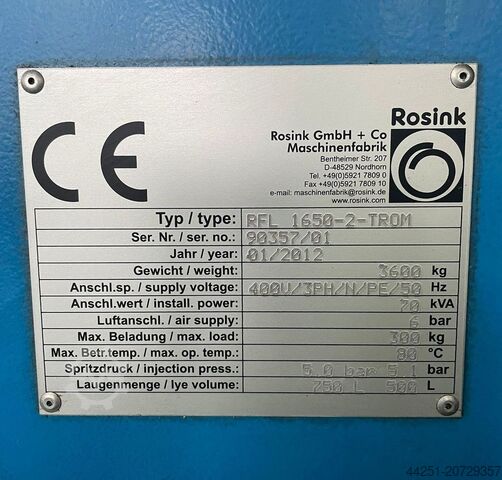 CE
Rosink
Rosink GmbH + Co
Maschinenfabrik
Bentheimer Str. 207
D-48529 Nordhorn
Tel. +49(0)5921 7809 0
Fax +49(0)5921 7809 10
e-mail: maschinenfabrik@rosink.de
www.rosink.com
Typ / type: RFL 1650-2-TROM
Ser. Nr. / ser. no.: 90357/01
Jahr / year: 01/2012
Gewicht / weight: 3600 kg
Anschl.sp. / supply voltage: 400V/3PH/N/PE/50 Hz
Anschl.wert / install. power: 70 kVA
Luftanschl. / air supply: 6 bar
Max. Beladung / max. load: 300 kg
Max. Betr.temp. / max. op. temp.: 80 °C
Spritzdruck / injection press.: 5,0 bar 5,1 bar
Laugenmenge / lye volume: 750 L 500 L
44251-20729357